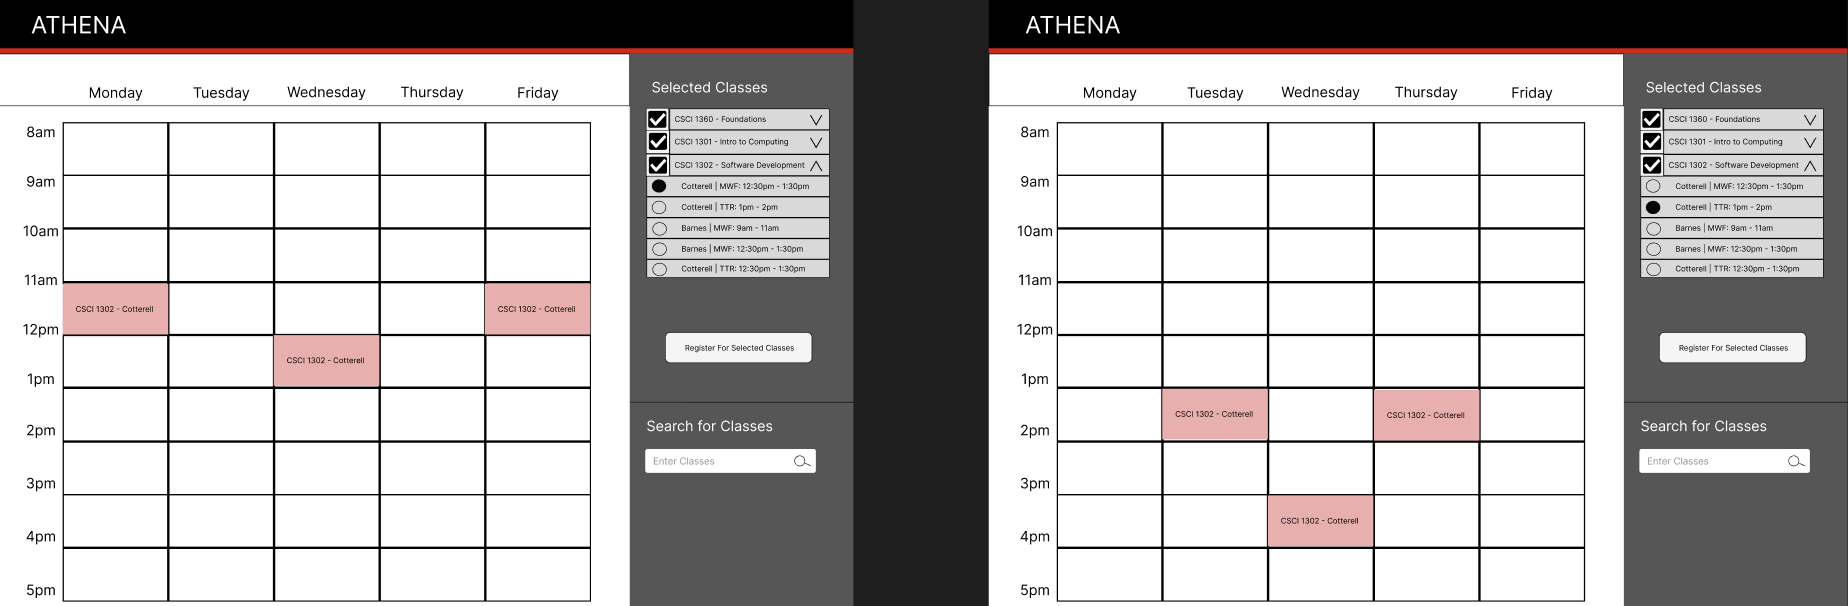 ATHENA
Monday Tuesday Wednesday Thursday Friday
8am
9am
10am
11am
CSCI 1302 - Cotterell CSCI 1302 - Cotterell
12pm
CSCI 1302 - Cotterell
1pm
2pm
3pm
4pm
5pm
Selected Classes
CSCI 1360 - Foundations
CSCI 1301 - Intro to Computing
CSCI 1302 - Software Development
Cotterell | MWF: 12:30pm - 1:30pm
Cotterell | TTR: 1pm - 2pm
Barnes | MWF: 9am - 11am
Barnes | MWF: 12:30pm - 1:30pm
Cotterell | TTR: 12:30pm - 1:30pm
Register For Selected Classes
Search for Classes
Enter Classes
ATHENA
Monday Tuesday Wednesday Thursday Friday
8am
9am
10am
11am
12pm
1pm
CSCI 1302 - Cotterell CSCI 1302 - Cotterell
2pm
3pm
CSCI 1302 - Cotterell
4pm
5pm
Selected Classes
CSCI 1360 - Foundations
CSCI 1301 - Intro to Computing
CSCI 1302 - Software Development
Cotterell | MWF: 12:30pm - 1:30pm
Cotterell | TTR: 1pm - 2pm
Barnes | MWF: 9am - 11am
Barnes | MWF: 12:30pm - 1:30pm
Cotterell | TTR: 12:30pm - 1:30pm
Register For Selected Classes
Search for Classes
Enter Classes